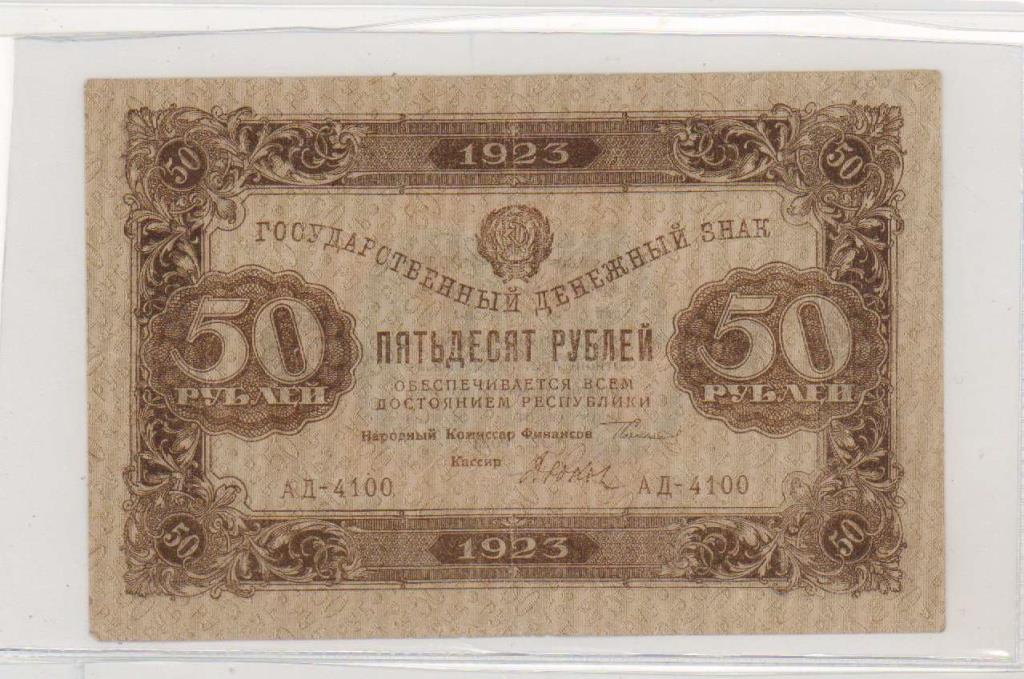 50 1923 50
ГОСУДАРСТВЕННЫЙ ДЕНЕЖНЫЙ ЗНАК
50 РУБЛЕЙ
ПЯТЬДЕСЯТ РУБЛЕЙ
50 РУБЛЕЙ
ОБЕСПЕЧИВАЕТСЯ ВСЕМ
ДОСТОЯНИЕМ РЕСПУБЛИКИ
Народный Комиссар Финансов
Кассир
АД-4100 АД-4100
50 1923 50